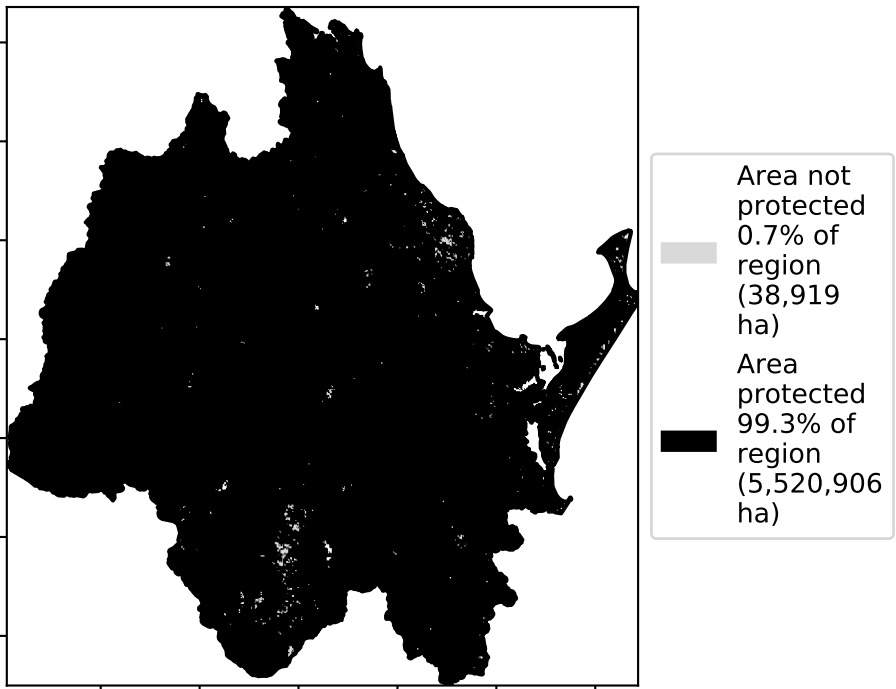 Area not
protected
0.7% of
region
(38,919
ha)
Area
protected
99.3% of
region
(5,520,906
ha)